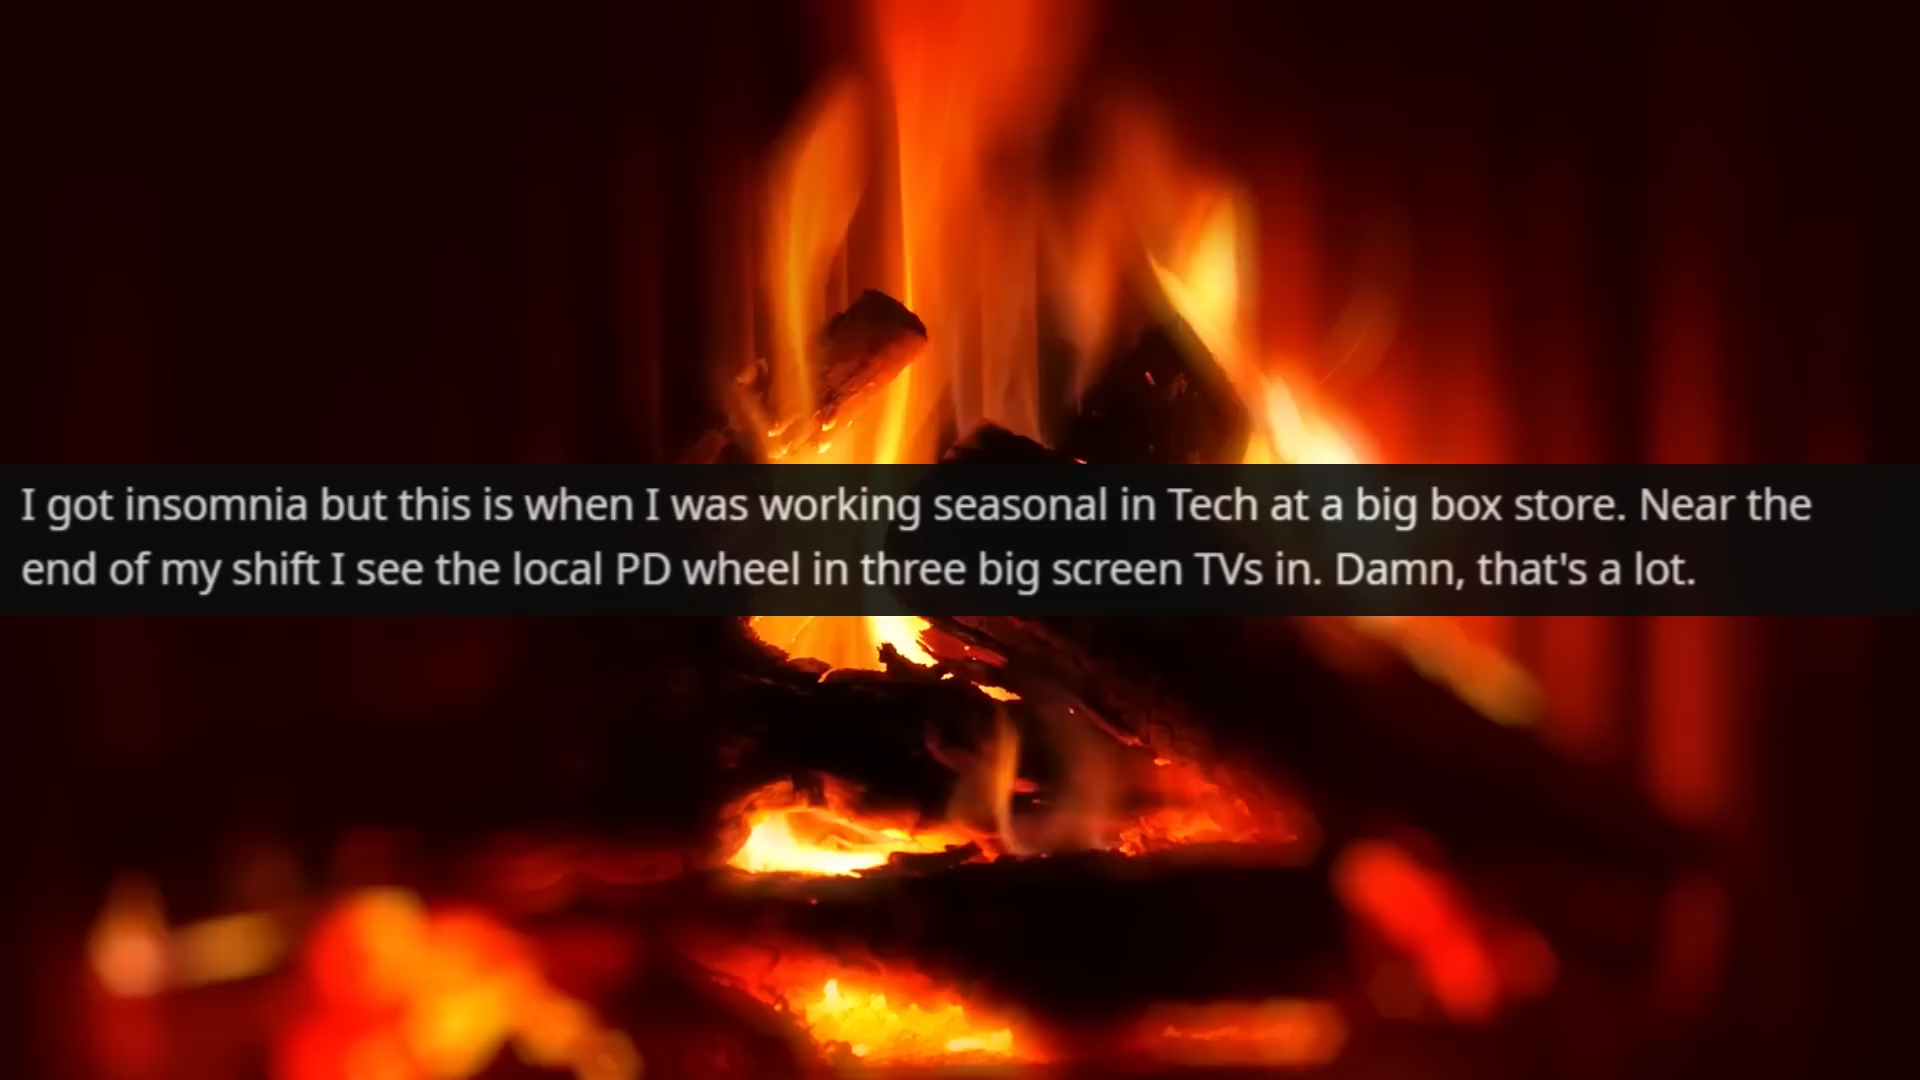 I got insomnia but this is when I was working seasonal in Tech at a big box store. Near the
end of my shift I see the local PD wheel in three big screen TVs in. Damn, that's a lot.